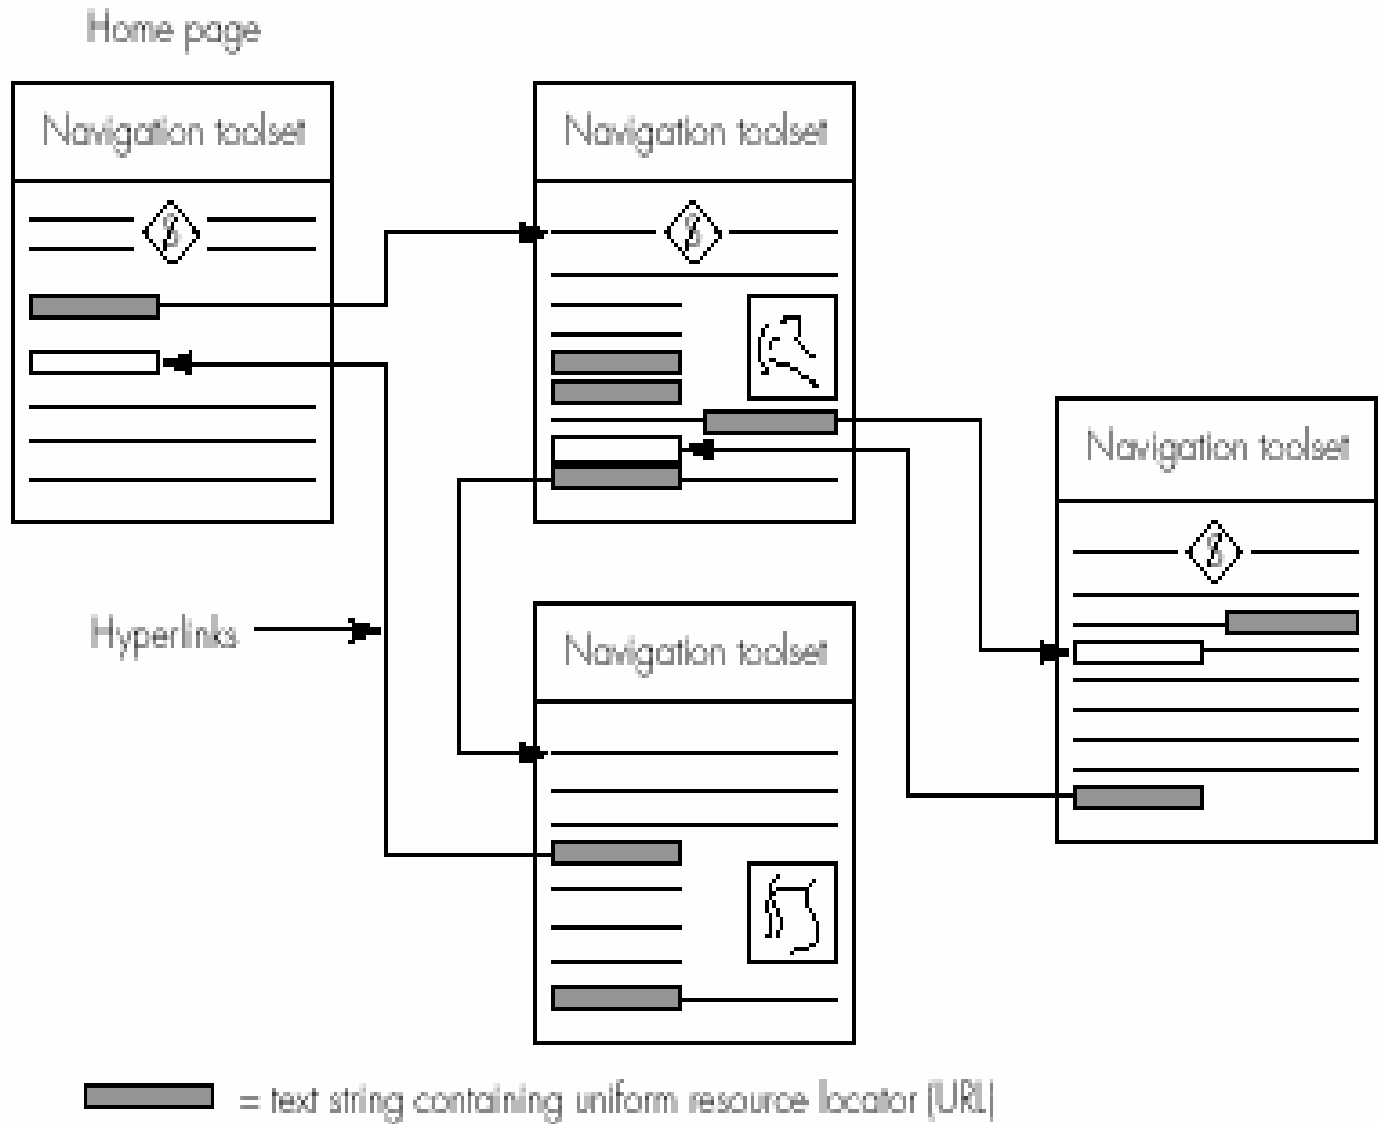 Home page
Navigation toolset
Navigation toolset
Navigation toolset
Hyperlinks
Navigation toolset
= text string containing uniform resource locator (URL)